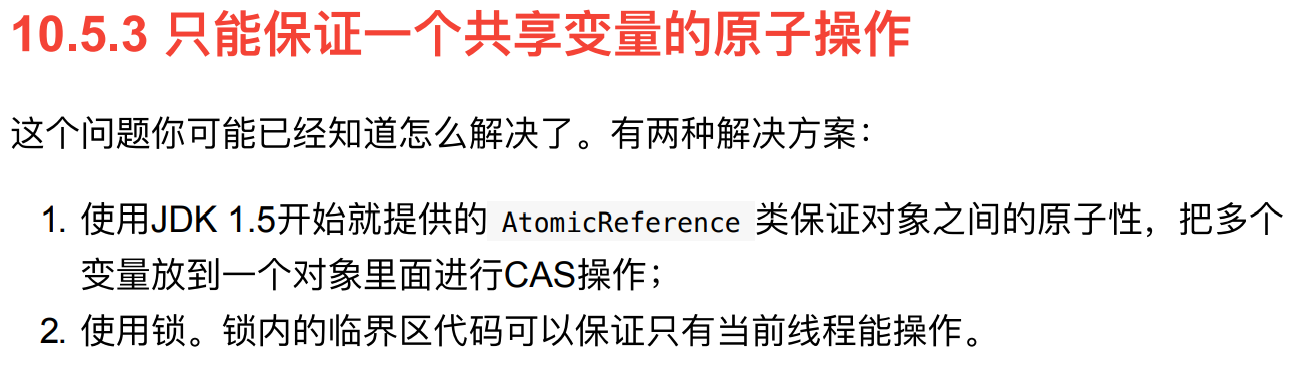 10.5.3 只能保证一个共享变量的原子操作
这个问题你可能已经知道怎么解决了。有两种解决方案：
1. 使用JDK 1.5开始就提供的 AtomicReference 类保证对象之间的原子性，把多个
变量放到一个对象里面进行CAS操作；
2. 使用锁。锁内的临界区代码可以保证只有当前线程能操作。